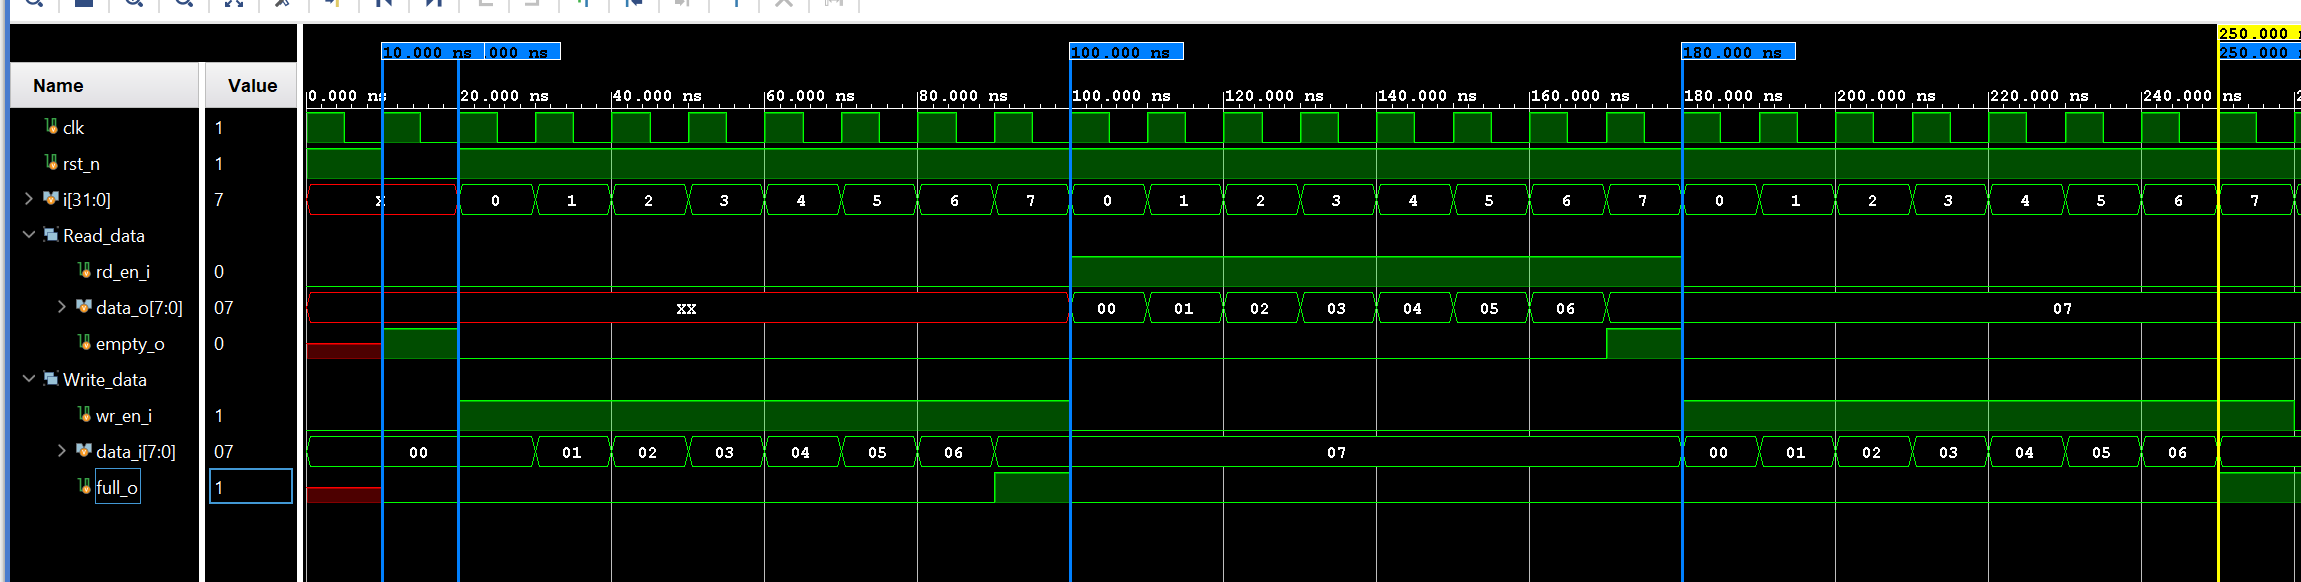 250.000
10.000 ns 000 ns 100.000 ns 180.000 ns 250.000
Name Value
0.000 ns 20.000 ns 40.000 ns 60.000 ns 80.000 ns 100.000 ns 120.000 ns 140.000 ns 160.000 ns 180.000 ns 200.000 ns 220.000 ns 240.000 ns
clk 1
rst_n 1
i[31:0] 7 X 0 1 2 3 4 5 6 7 0 1 2 3 4 5 6 7 0 1 2 3 4 5 6 7
Read_data
rd_en_i 0
data_o[7:0] 07 XX 00 01 02 03 04 05 06 07
empty_o 0
Write_data
wr_en_i 1
data_i[7:0] 07 00 01 02 03 04 05 06 07 00 01 02 03 04 05 06
full_o 1